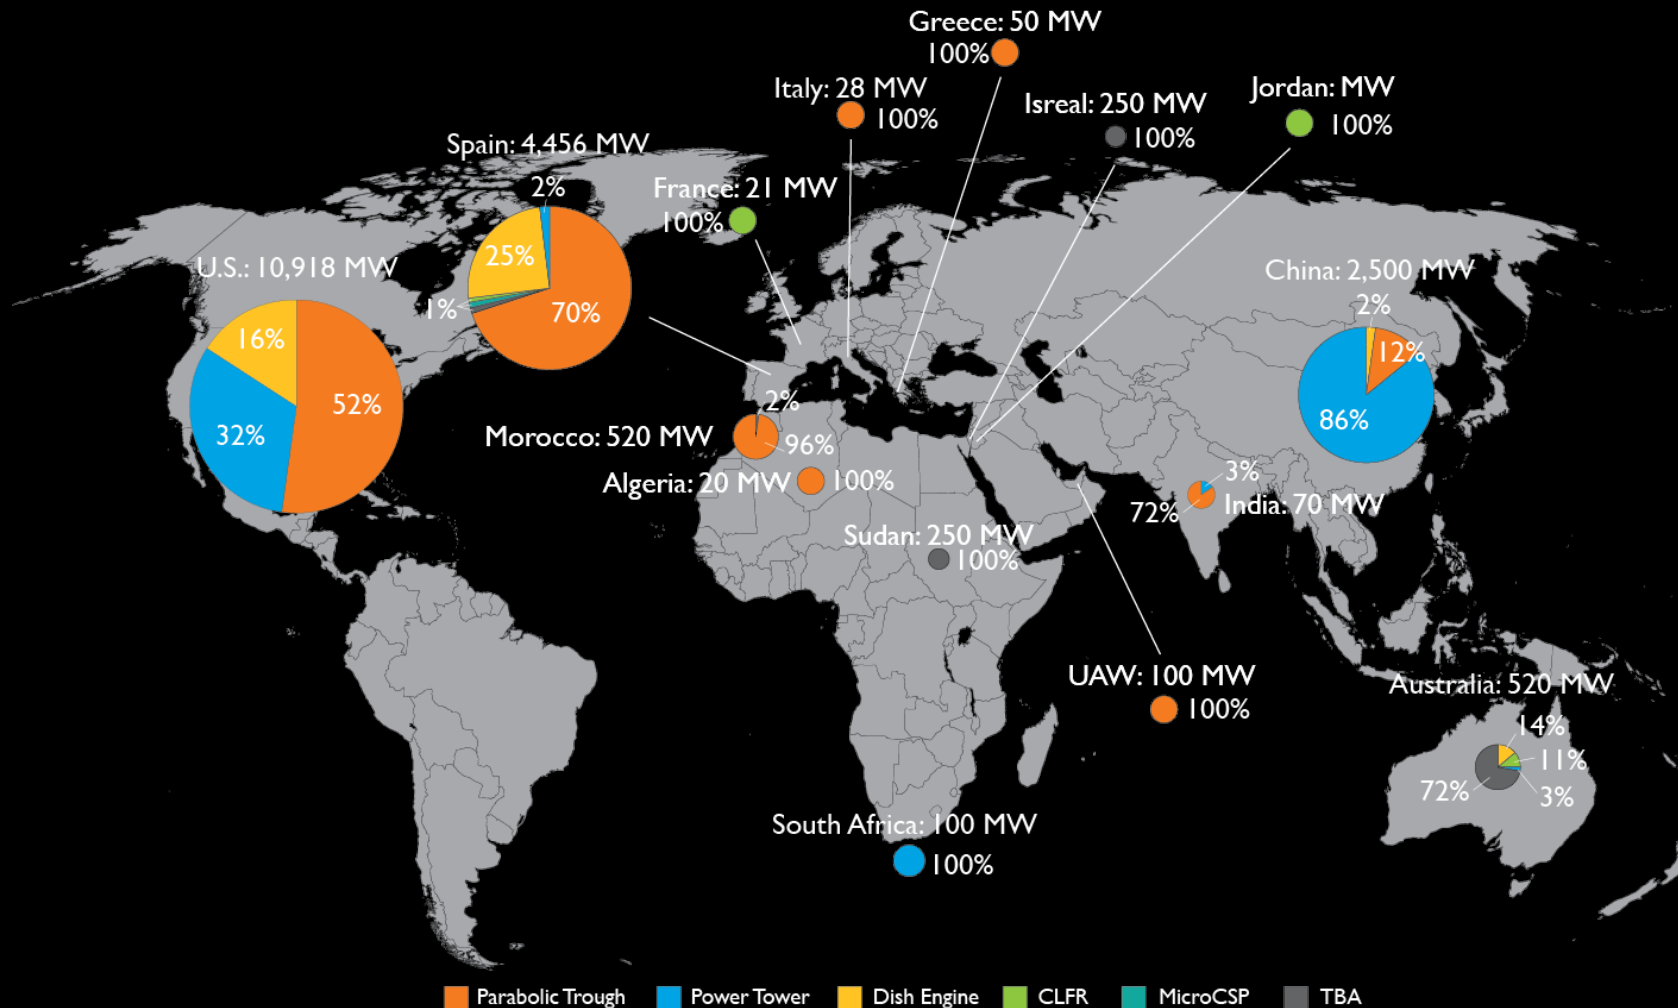 Greece: 50 MW
100%
Italy: 28 MW
100%
Isreal: 250 MW
100%
Jordan: MW
100%
Spain: 4,456 MW
2%
25%
1%
70%
France: 21 MW
100%
U.S.: 10,918 MW
16%
52%
32%
China: 2,500 MW
2%
12%
86%
2%
Morocco: 520 MW
96%
Algeria: 20 MW
100%
3%
72%
India: 70 MW
Sudan: 250 MW
100%
UAW: 100 MW
100%
Australia: 520 MW
14%
11%
72%
3%
South Africa: 100 MW
100%
Parabolic Trough
Power Tower
Dish Engine
CLFR
MicroCSP
TBA